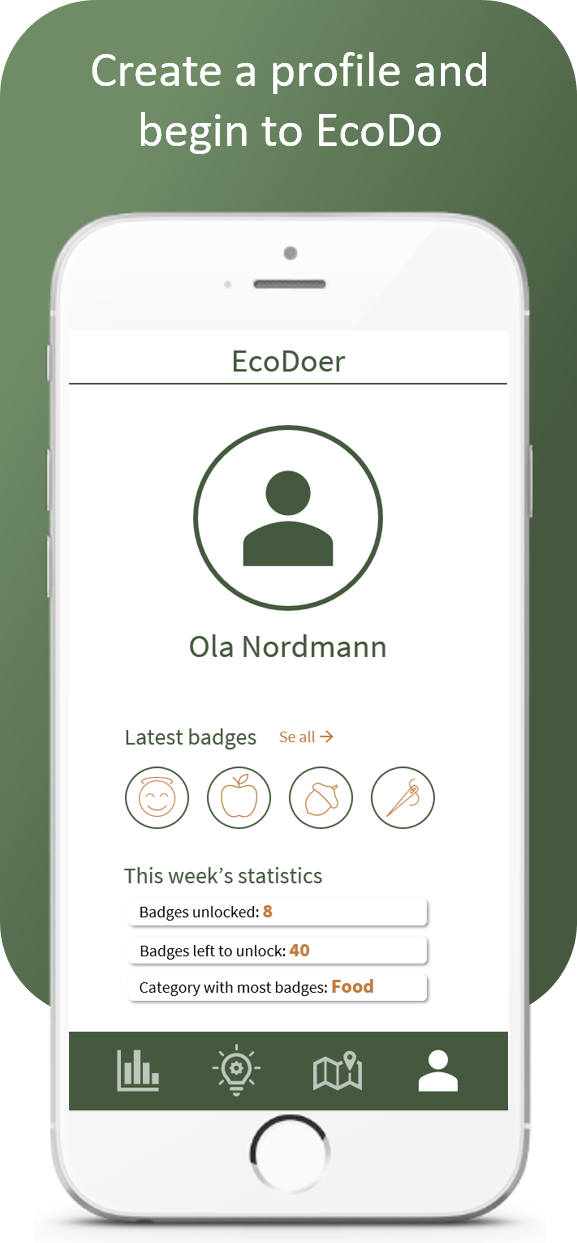 Create a profile and
begin to EcoDo
EcoDoer
Ola Nordmann
Latest badges Se all →
This week's statistics
Badges unlocked: 8
Badges left to unlock: 40
Category with most badges: Food